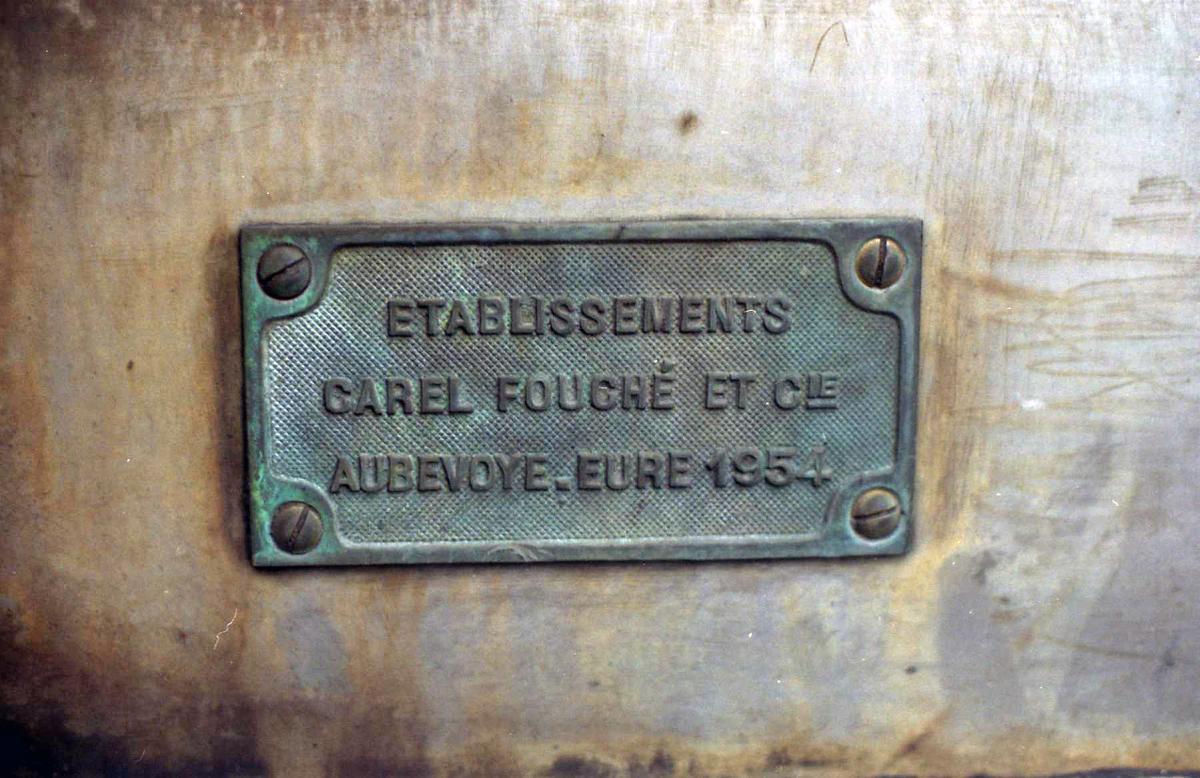 ETABLISSEMENTS
CAREL FOUCHÉ ET CIE
AUBEVOYE.EURE 1954